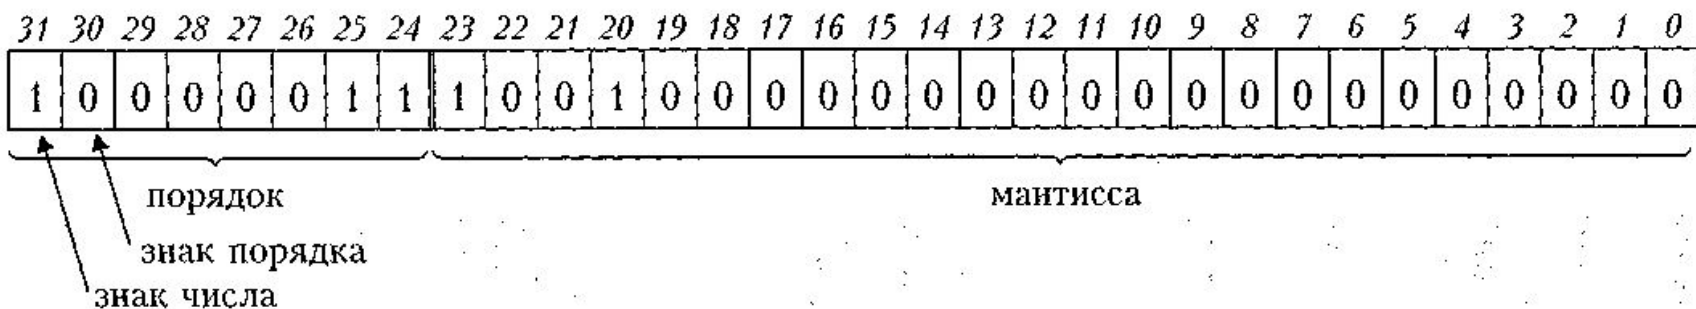 31 30 29 28 27 26 25 24 23 22 21 20 19 18 17 16 15 14 13 12 11 10 9 8 7 6 5 4 3 2 1 0
1 0 0 0 0 0 1 1 1 0 0 1 0 0 0 0 0 0 0 0 0 0 0 0 0 0 0 0 0 0 0 0
порядок мантисса
знак порядка
знак числа